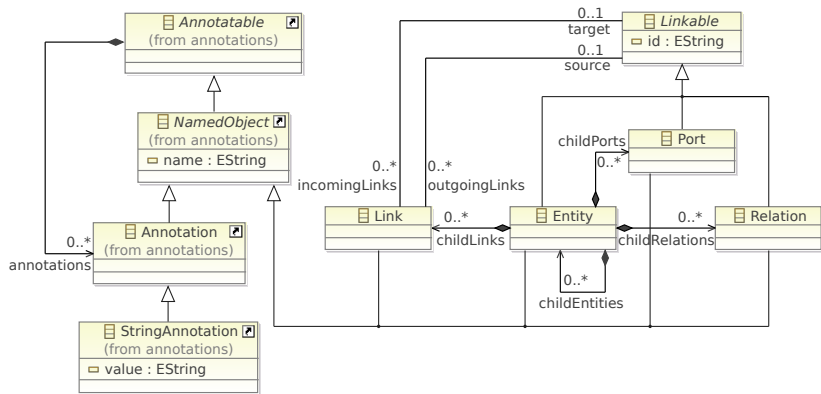 Annotatable
(from annotations)
NamedObject
(from annotations)
name : EString
0..*
annotations
Annotation
(from annotations)
StringAnnotation
(from annotations)
value : EString
0..1
target
0..1
source
Linkable
id : EString
childPorts
0..*
Port
0..*
incomingLinks
0..*
outgoingLinks
Link
0..*
childLinks
Entity
0..*
childRelations
Relation
0..*
childEntities